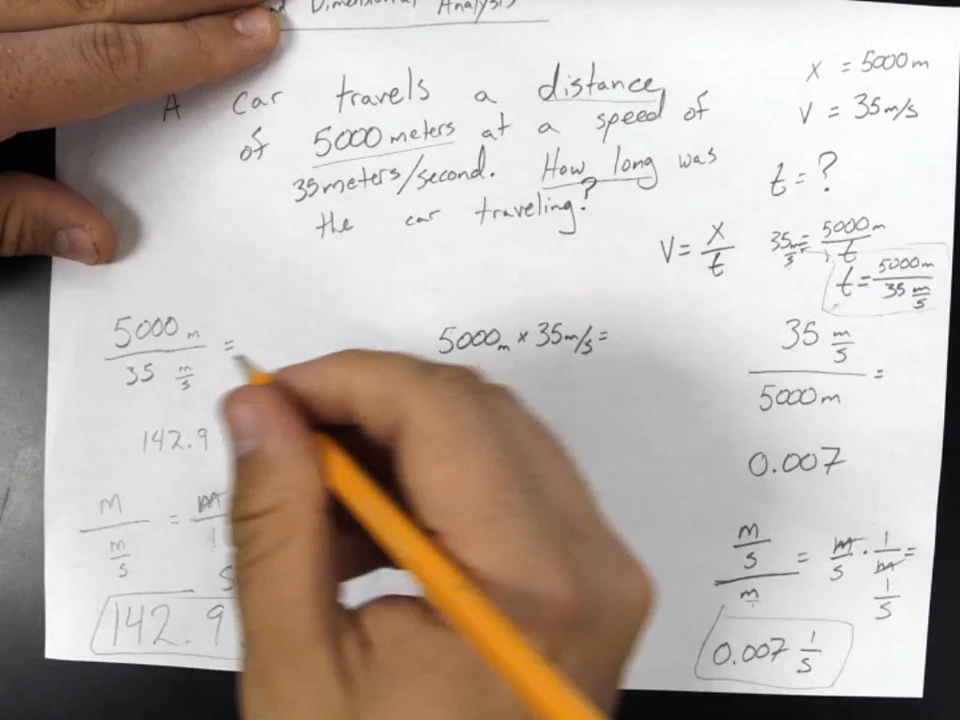 Dimensional Analysis
A car travels a distance
of 5000 meters at a speed of
35 meters/second. How long was
the car traveling?
x = 5000 m
v = 35 m/s
t = ?
V = x/t
35 m/s = 5000 m/t
t = 5000 m/35 m/s
5000 m/35 m/s =
142.9
m/m/s = m/1
s
142.9
5000 m × 35 m/s =
35 m/s/5000 m =
0.007
m/s/m = m/s · 1/m =
1/s
0.007 1/s